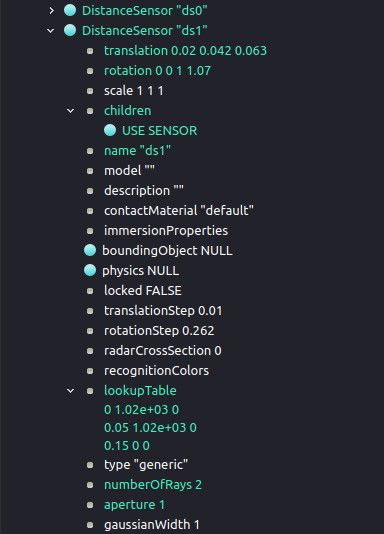 DistanceSensor "ds0"
DistanceSensor "ds1"
translation 0.02 0.042 0.063
rotation 0 0 1 1.07
scale 1 1 1
children
USE SENSOR
name "ds1"
model ""
description ""
contactMaterial "default"
immersionProperties
boundingObject NULL
physics NULL
locked FALSE
translationStep 0.01
rotationStep 0.262
radarCrossSection 0
recognitionColors
lookupTable
0 1.02e+03 0
0.05 1.02e+03 0
0.15 0 0
type "generic"
numberOfRays 2
aperture 1
gaussianWidth 1